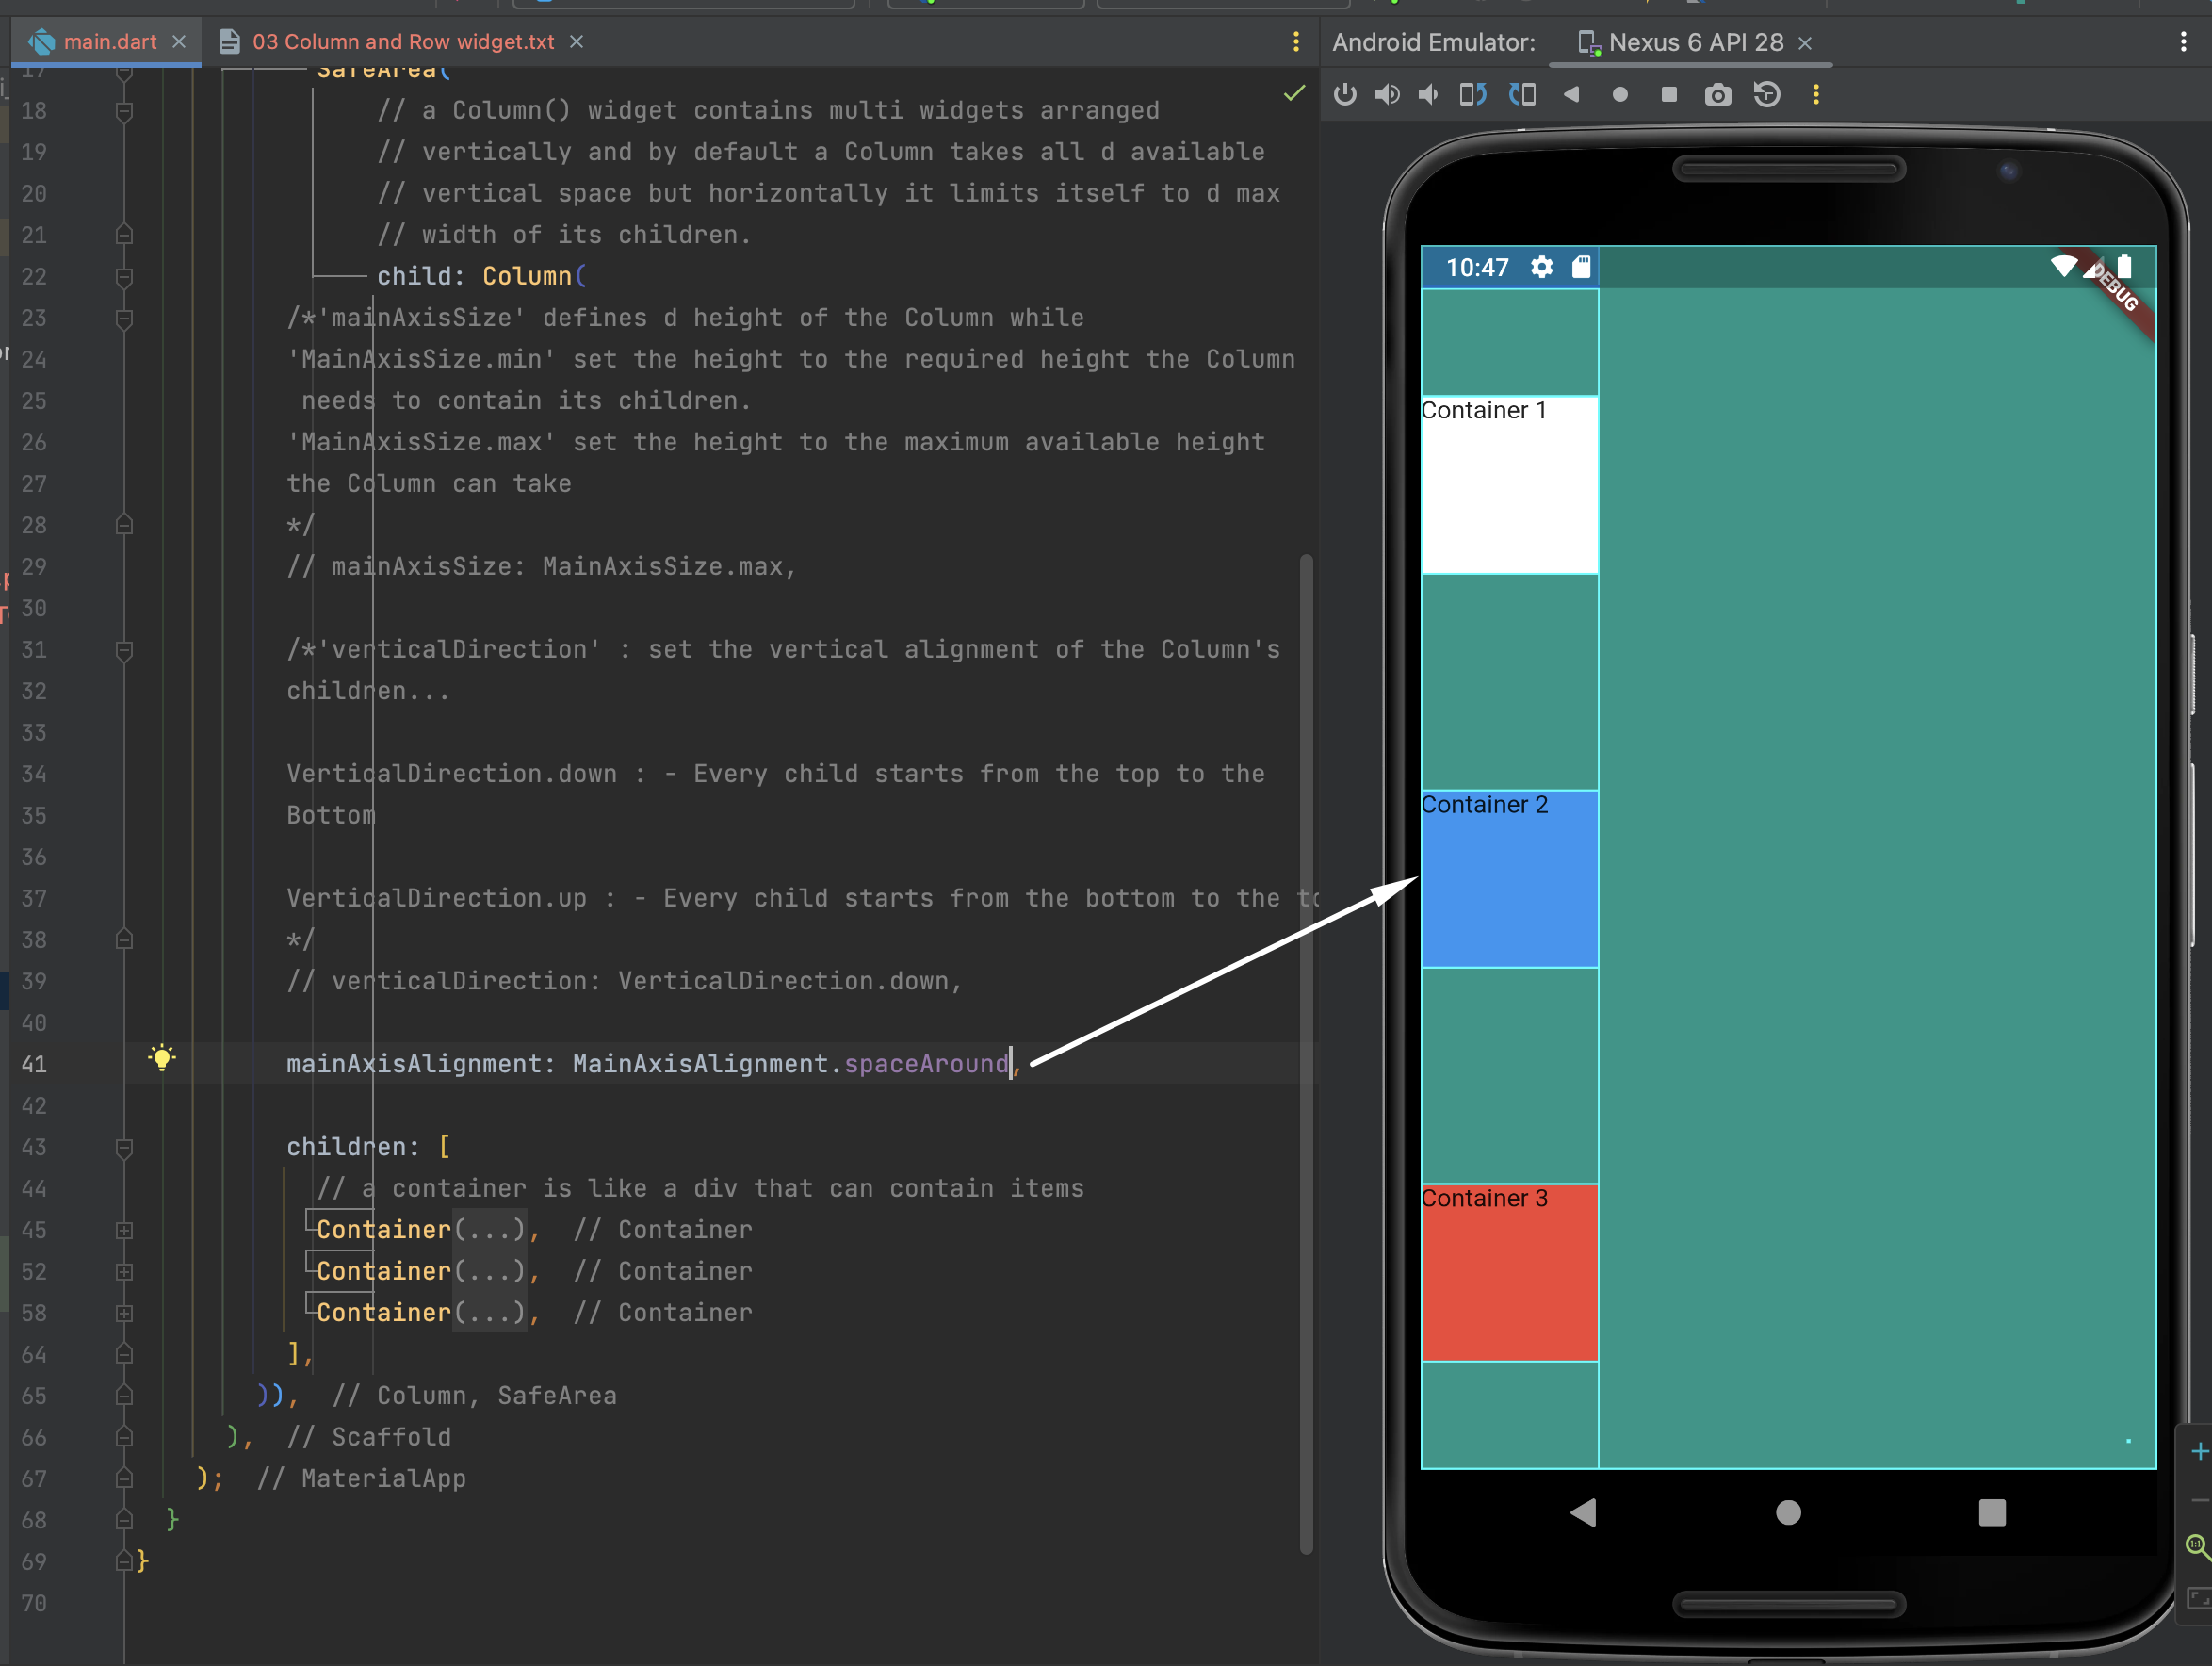 main.dart
03 Column and Row widget.txt
Android Emulator:
Nexus 6 API 28
17 SafeArea(
18 // a Column() widget contains multi widgets arranged
19 // vertically and by default a Column takes all d available
20 // vertical space but horizontally it limits itself to d max
21 // width of its children.
22 child: Column(
23 /*'mainAxisSize' defines d height of the Column while
24 'MainAxisSize.min' set the height to the required height the Column
25 needs to contain its children.
26 'MainAxisSize.max' set the height to the maximum available height
27 the Column can take
28 */
29 // mainAxisSize: MainAxisSize.max,
30
31 /*'verticalDirection' : set the vertical alignment of the Column's
32 children...
33
34 VerticalDirection.down : - Every child starts from the top to the
35 Bottom
36
37 VerticalDirection.up : - Every child starts from the bottom to the
38 */
39 // verticalDirection: VerticalDirection.down,
40
41 mainAxisAlignment: MainAxisAlignment.spaceAround,
42
43 children: [
44 // a container is like a div that can contain items
45 Container(...), // Container
52 Container(...), // Container
58 Container(...), // Container
64 ],
65 )), // Column, SafeArea
66 ), // Scaffold
67 ); // MaterialApp
68 }
69 }
70
10:47
DEBUG
Container 1
Container 2
Container 3
1:1